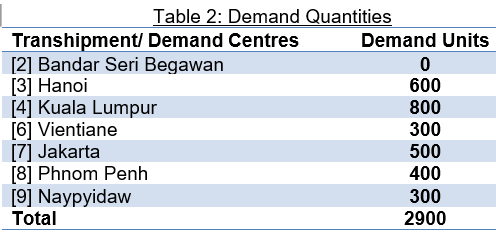 Table 2: Demand Quantities
Transhipment/ Demand Centres Demand Units
[2] Bandar Seri Begawan 0
[3] Hanoi 600
[4] Kuala Lumpur 800
[6] Vientiane 300
[7] Jakarta 500
[8] Phnom Penh 400
[9] Naypyidaw 300
Total 2900